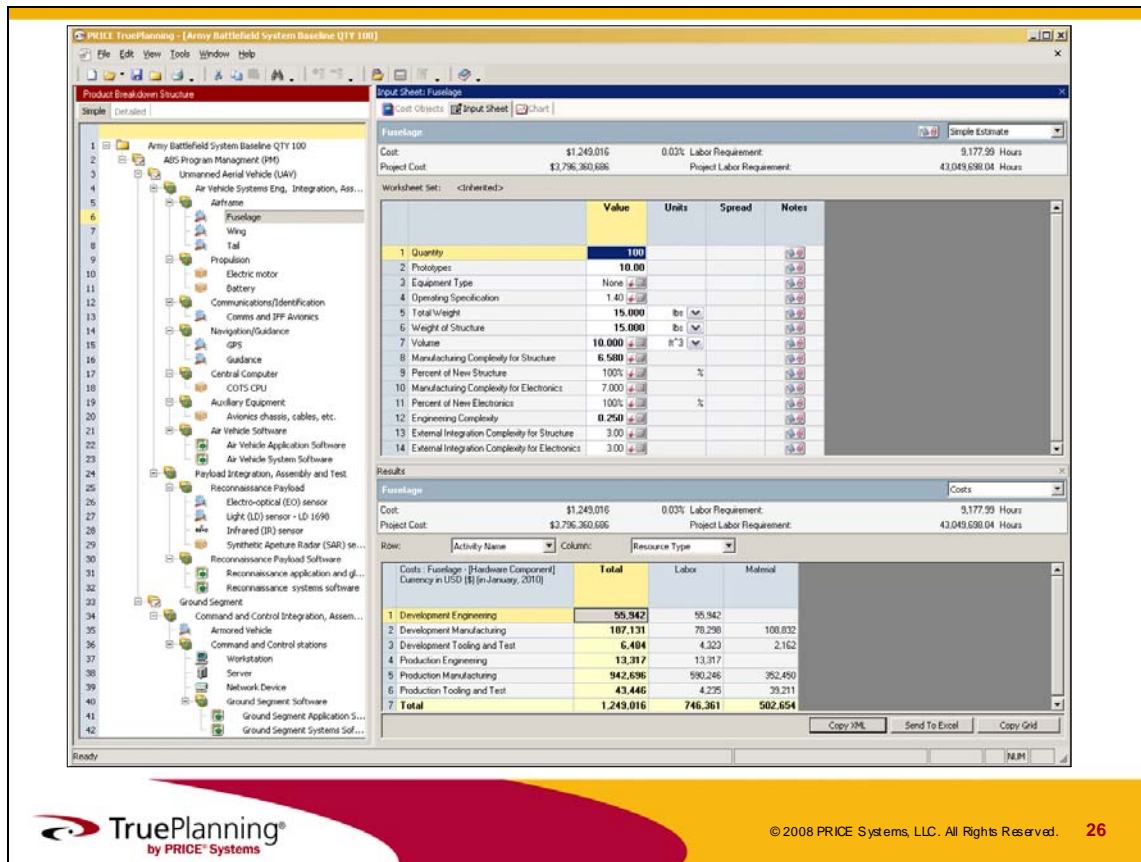 PRICE TruePlanning - [Army Battlefield System Baseline QTY 100]
File Edit View Tools Window Help
Product Breakdown Structure
Simple Detailed
1 Army Battlefield System Baseline QTY 100
2 ABS Program Managment (PM)
3 Unmanned Aerial Vehicle (UAV)
4 Air Vehicle Systems Eng, Integration, Ass...
5 Airframe
6 Fuselage
7 Wing
8 Tail
9 Propulsion
10 Electric motor
11 Battery
12 Communications/Identification
13 Comms and IFF Avionics
14 Navigation/Guidance
15 GPS
16 Guidance
17 Central Computer
18 COTS CPU
19 Auxiliary Equipment
20 Avionics chassis, cables, etc.
21 Air Vehicle Software
22 Air Vehicle Application Software
23 Air Vehicle System Software
24 Payload Integration, Assembly and Test
25 Reconnaissance Payload
26 Electro-optical (EO) sensor
27 Light (LD) sensor - LD 1698
28 Infrared (IR) sensor
29 Synthetic Apeture Radar (SAR) se...
30 Reconnaissance Payload Software
31 Reconnaissance application and gl...
32 Reconnaissance systems software
33 Ground Segment
34 Command and Control Integration, Assem...
35 Armored Vehicle
36 Command and Control stations
37 Workstation
38 Server
39 Network Device
40 Ground Segment Software
41 Ground Segment Application S...
42 Ground Segment Systems Sof...
Input Sheet: Fuselage
Cost Objects Input Sheet Chart
Fuselage Simple Estimate
Cost: $1,249,016 0.03% Labor Requirement: 9,177.99 Hours
Project Cost: $3,796,360,686 Project Labor Requirement: 43,049,698.04 Hours
Worksheet Set: <Inherited>
Value Units Spread Notes
1 Quantity 100
2 Prototypes 10.00
3 Equipment Type None
4 Operating Specification 1.40
5 Total Weight 15.000 lbs
6 Weight of Structure 15.000 lbs
7 Volume 10.000 ft^3
8 Manufacturing Complexity for Structure 6.580
9 Percent of New Structure 100% %
10 Manufacturing Complexity for Electronics 7.000
11 Percent of New Electronics 100% %
12 Engineering Complexity 0.250
13 External Integration Complexity for Structure 3.00
14 External Integration Complexity for Electronics 3.00
Results
Fuselage Costs
Cost: $1,249,016 0.03% Labor Requirement: 9,177.99 Hours
Project Cost: $3,796,360,686 Project Labor Requirement: 43,049,698.04 Hours
Row: Activity Name Column: Resource Type
Costs : Fuselage - [Hardware Component] Total Labor Material
Currency in USD [$] (in January, 2010)
1 Development Engineering 55,942 55,942
2 Development Manufacturing 187,131 78,298 108,832
3 Development Tooling and Test 6,484 4,323 2,162
4 Production Engineering 13,317 13,317
5 Production Manufacturing 942,696 590,246 352,450
6 Production Tooling and Test 43,446 4,235 39,211
7 Total 1,249,016 746,361 502,654
Copy XML Send To Excel Copy Grid
Ready NUM
TruePlanning®
by PRICE® Systems
© 2008 PRICE Systems, LLC. All Rights Reserved. 26